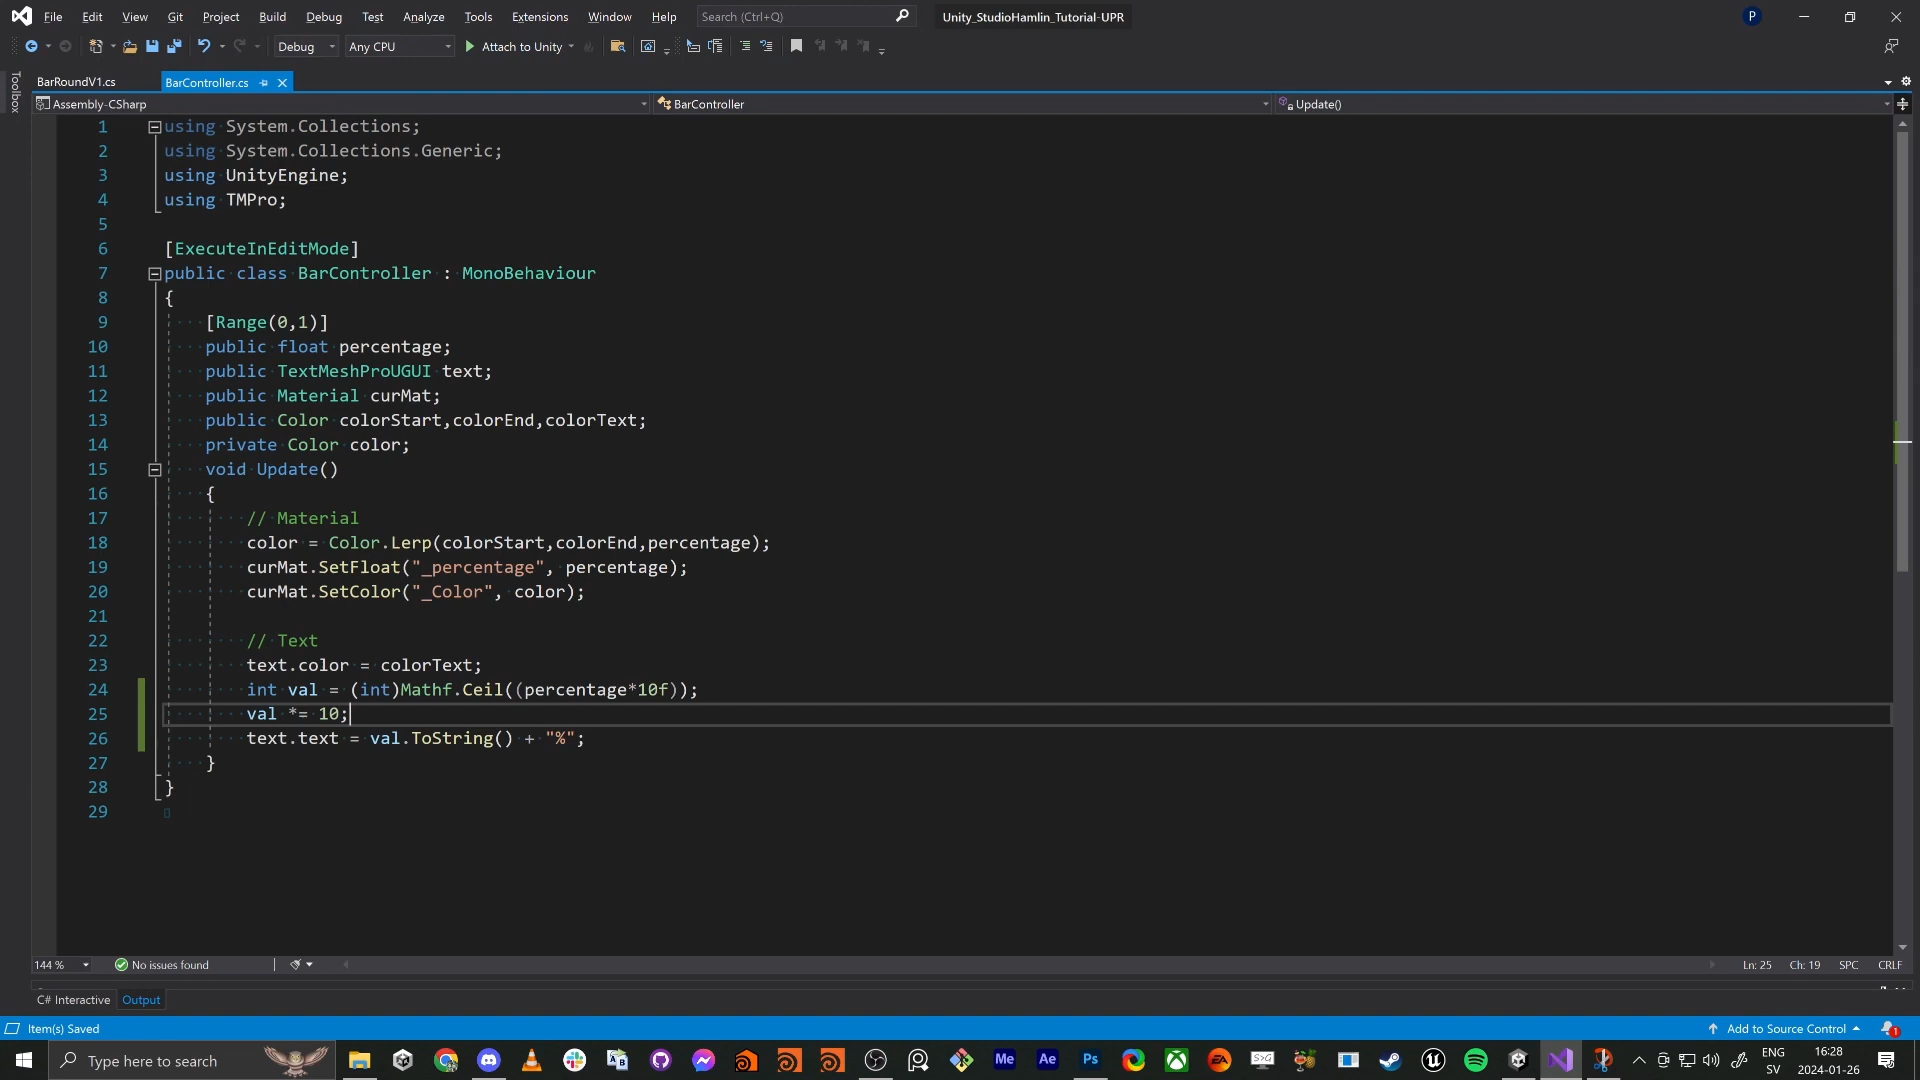 File Edit View Git Project Build Debug Test Analyze Tools Extensions Window Help Search (Ctrl+Q) Unity_StudioHamlin_Tutorial-UPR P
Debug Any CPU Attach to Unity
Toolbox
BarRoundV1.cs BarController.cs
Assembly-CSharp BarController Update()
1 using System.Collections;
2 using System.Collections.Generic;
3 using UnityEngine;
4 using TMPro;
5
6 [ExecuteInEditMode]
7 public class BarController : MonoBehaviour
8 {
9 [Range(0,1)]
10 public float percentage;
11 public TextMeshProUGUI text;
12 public Material curMat;
13 public Color colorStart,colorEnd,colorText;
14 private Color color;
15 void Update()
16 {
17 // Material
18 color = Color.Lerp(colorStart,colorEnd,percentage);
19 curMat.SetFloat("_percentage", percentage);
20 curMat.SetColor("_Color", color);
21
22 // Text
23 text.color = colorText;
24 int val = (int)Mathf.Ceil((percentage*10f));
25 val *= 10;
26 text.text = val.ToString() + "%";
27 }
28 }
29
144 % No issues found Ln: 25 Ch: 19 SPC CRLF
C# Interactive Output
Item(s) Saved Add to Source Control 1
Type here to search Me Ae Ps EA SVG ENG 16:28
SV 2024-01-26